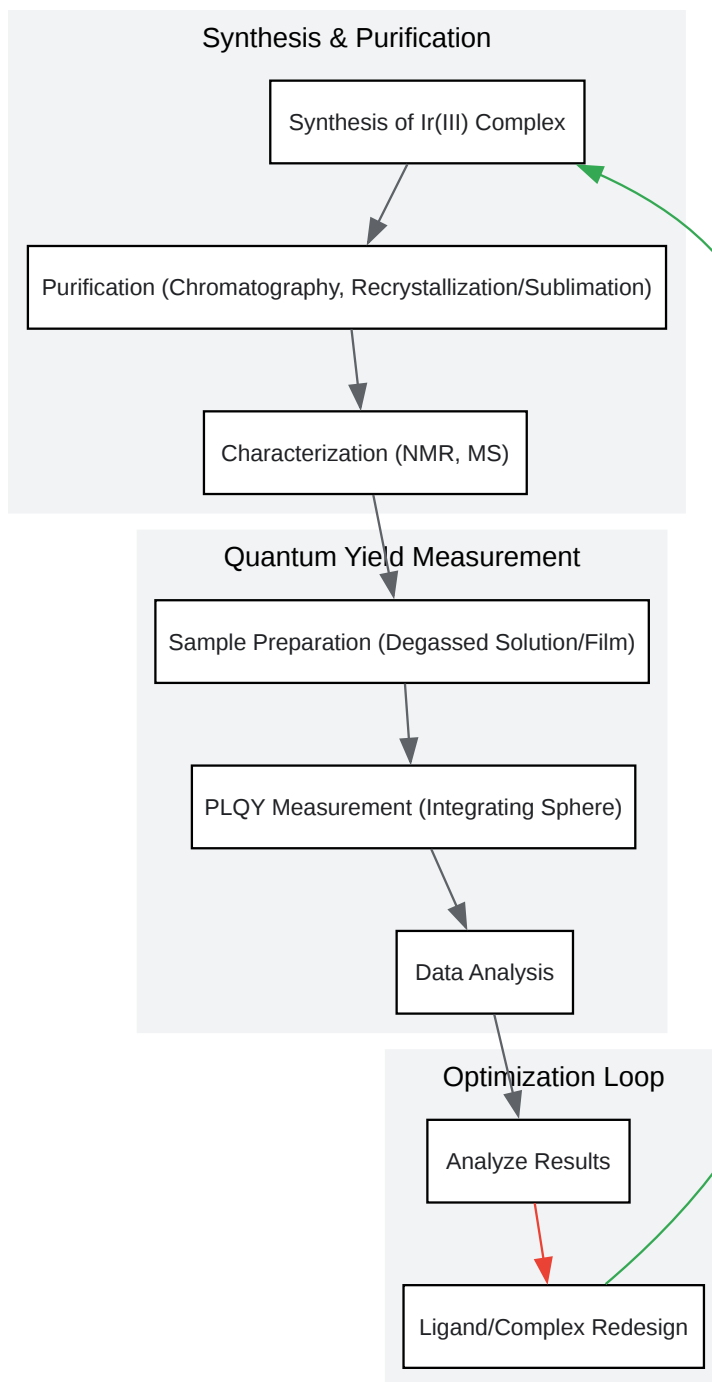 Synthesis & Purification
Synthesis of Ir(III) Complex
Purification (Chromatography, Recrystallization/Sublimation)
Characterization (NMR, MS)
Quantum Yield Measurement
Sample Preparation (Degassed Solution/Film)
PLQY Measurement (Integrating Sphere)
Data Analysis
Optimization Loop
Analyze Results
Ligand/Complex Redesign